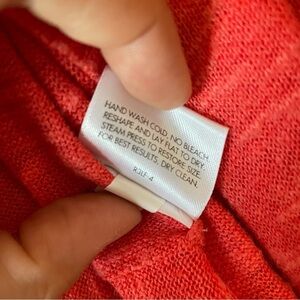 HAND WASH COLD. NO BLEACH.
RESHAPE AND LAY FLAT TO DRY.
STEAM PRESS TO RESTORE SIZE.
FOR BEST RESULTS, DRY CLEAN.
RJLF-4